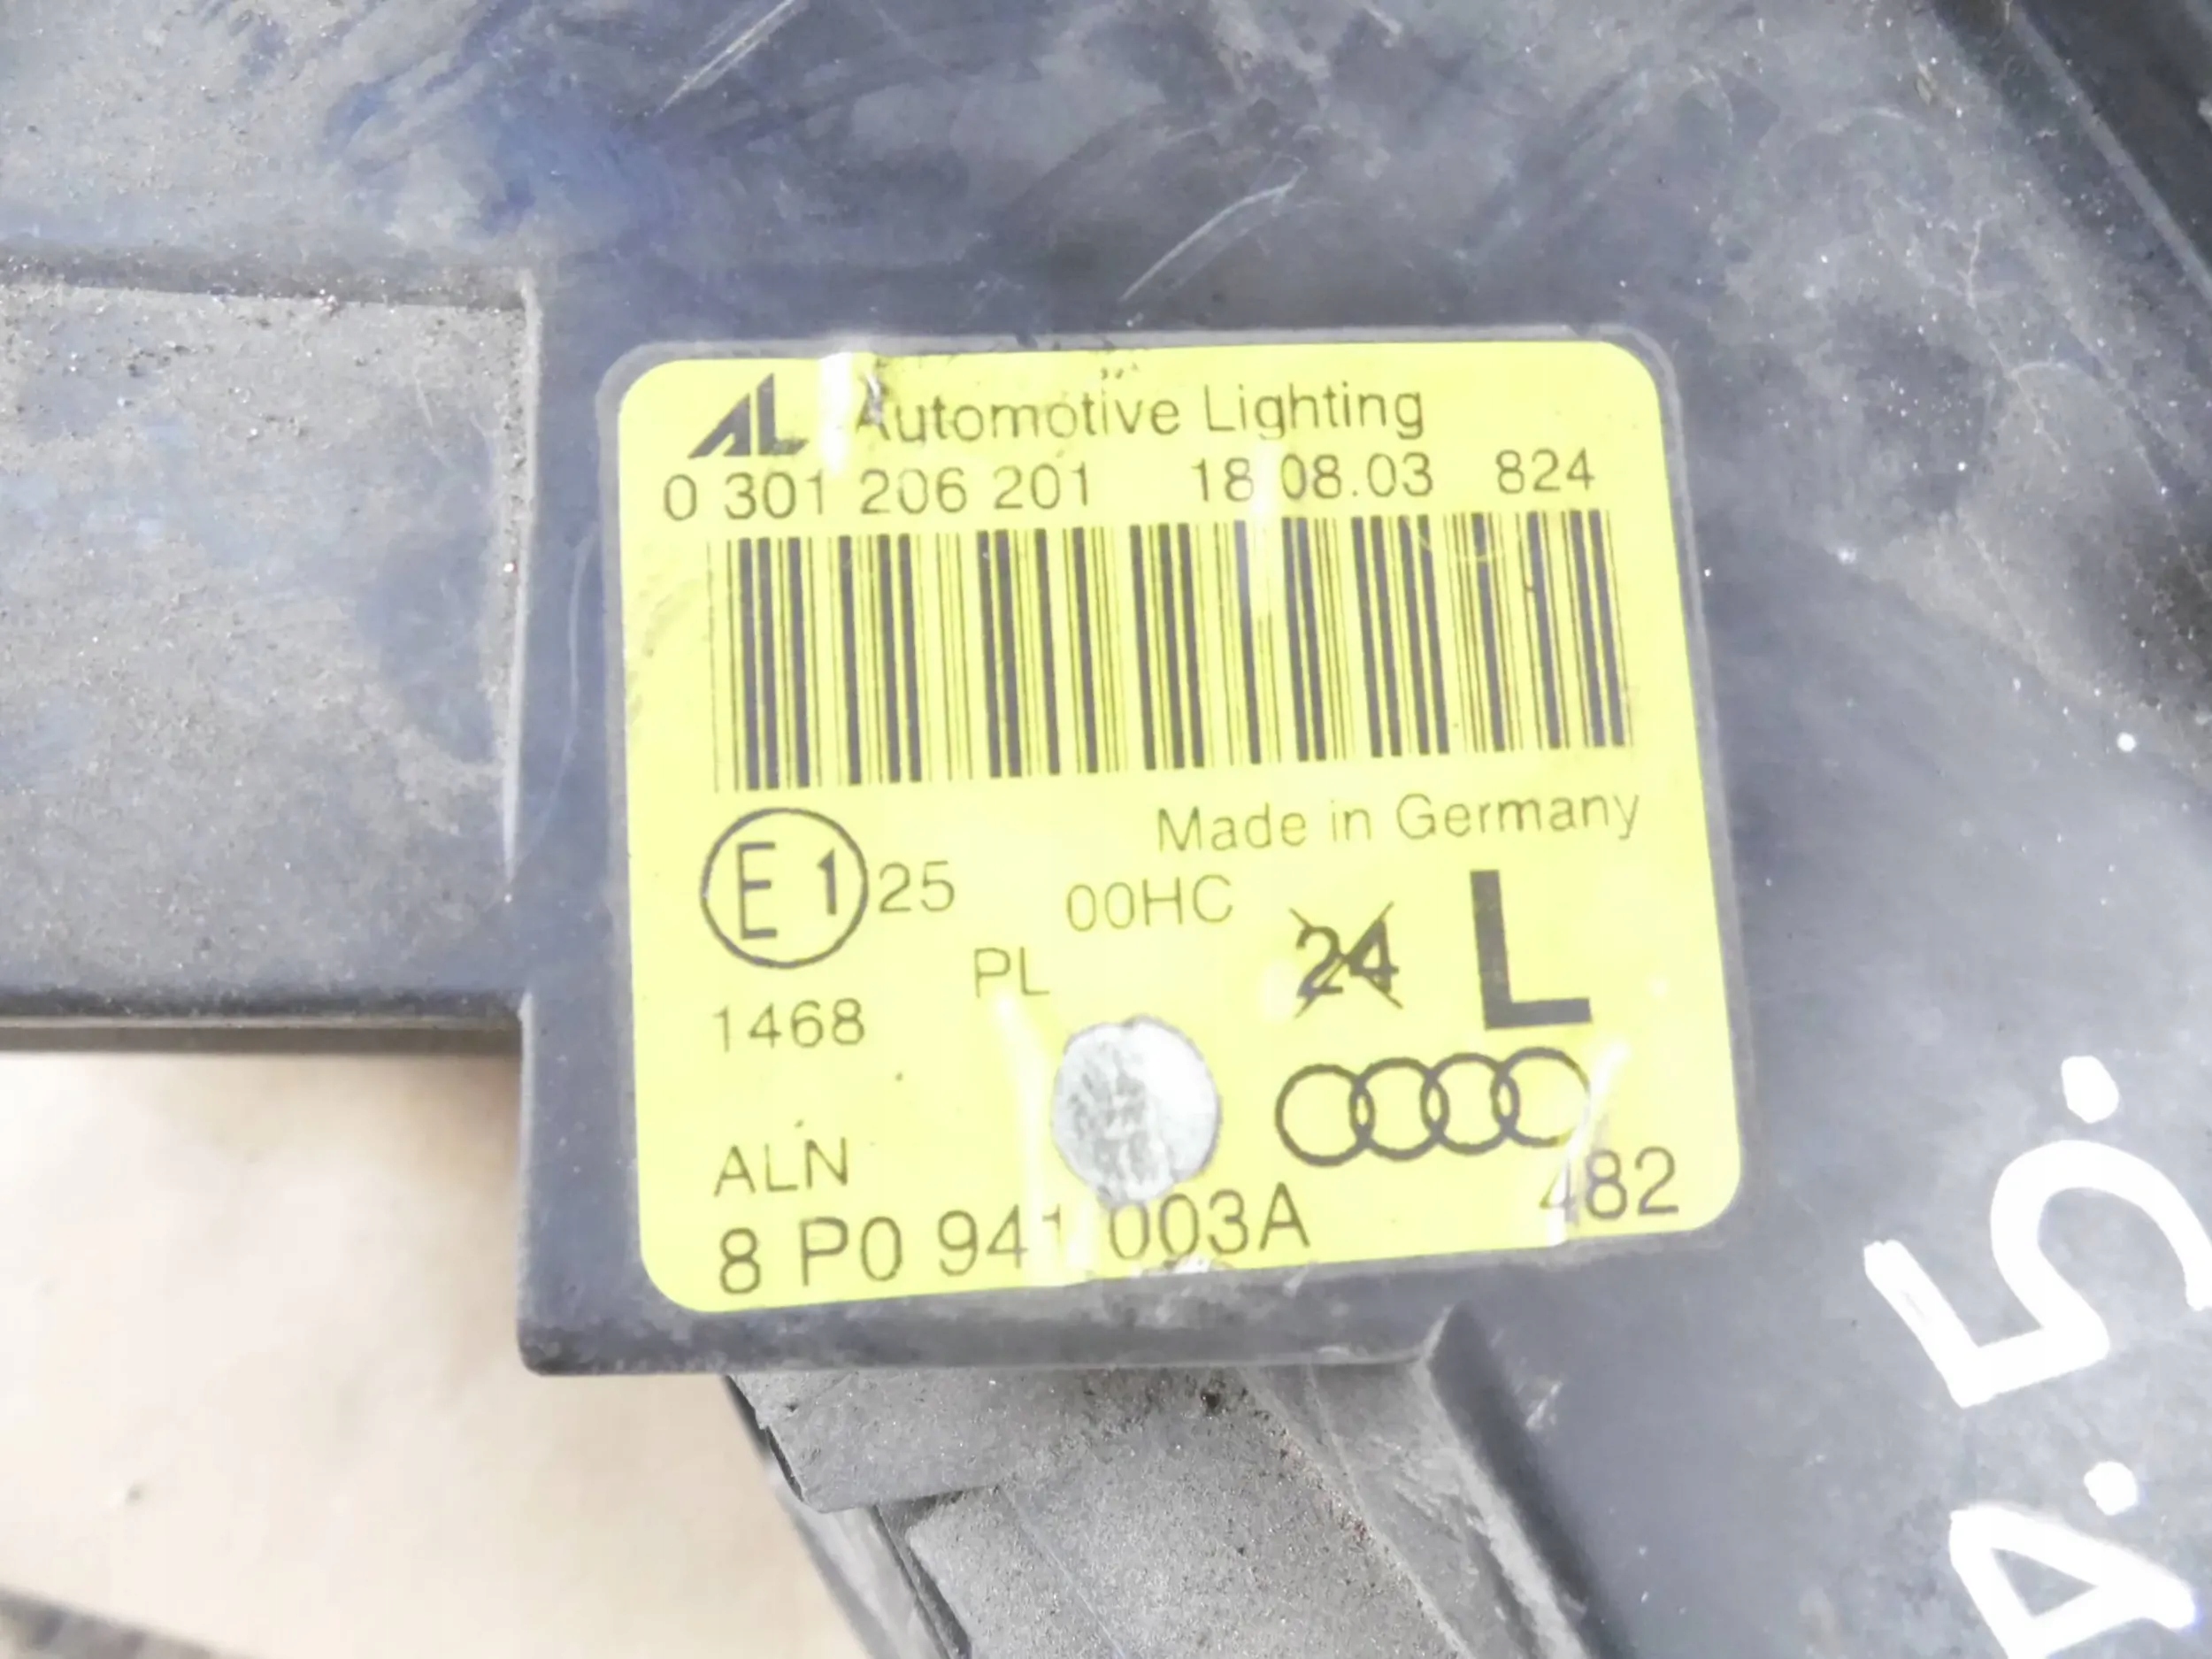 AL Automotive Lighting
0 301 206 201 18.08.03 824
Made in Germany
E1 25 00HC 24 L
PL
1468
ALN
8 P0 941 003A 482
5.